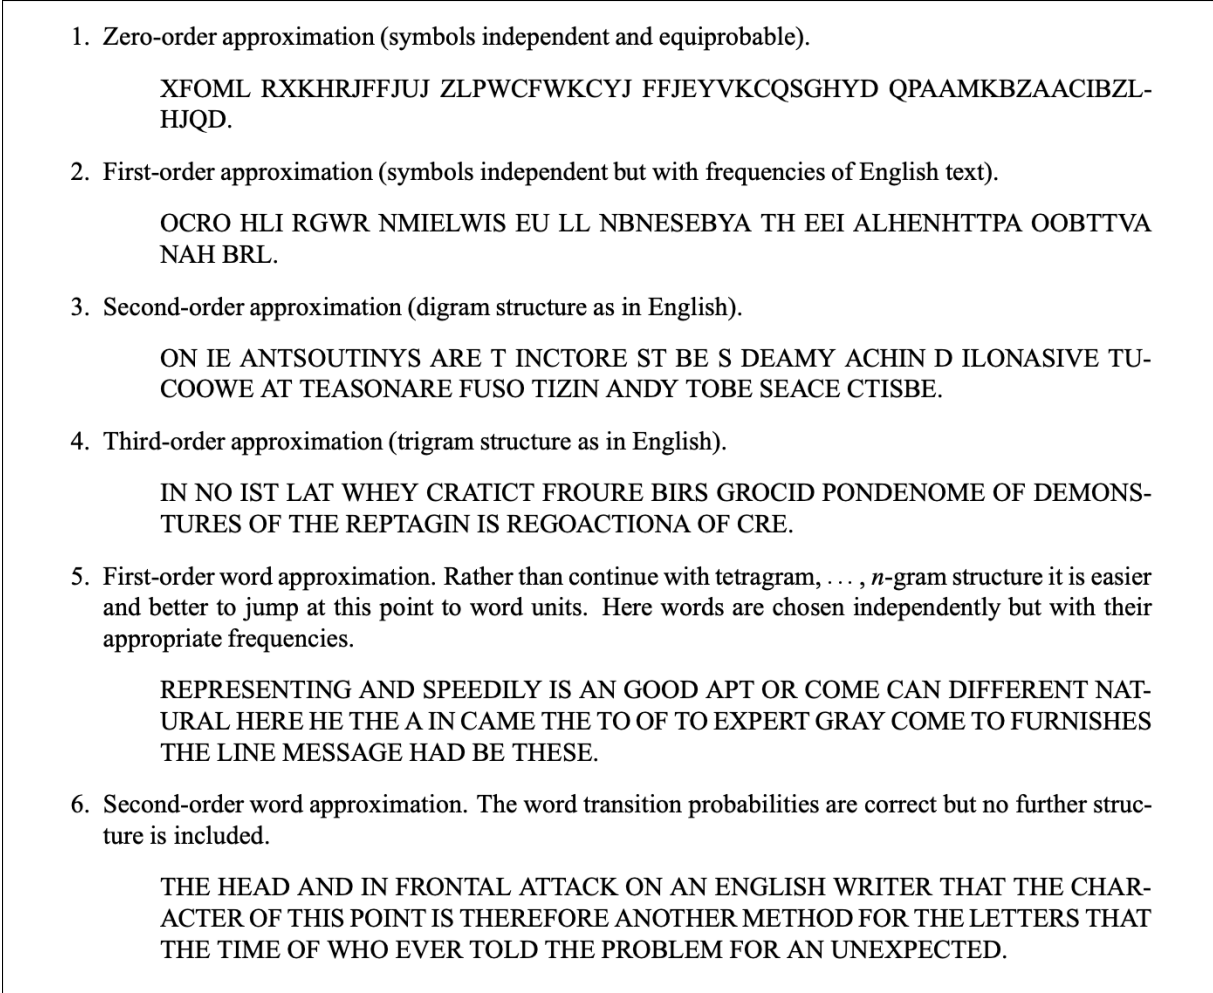 1. Zero-order approximation (symbols independent and equiprobable).
XFOML RXKHRJFFJUJ ZLPWCFWKCYJ FFJEYVKCQSGHYD QPAAMKBZAACIBZL-
HJQD.
2. First-order approximation (symbols independent but with frequencies of English text).
OCRO HLI RGWR NMIELWIS EU LL NBNESEBYA TH EEI ALHENHTTPA OOBTTVA
NAH BRL.
3. Second-order approximation (digram structure as in English).
ON IE ANTSOUTINYS ARE T INCTORE ST BE S DEAMY ACHIN D ILONASIVE TU-
COOWE AT TEASONARE FUSO TIZIN ANDY TOBE SEACE CTISBE.
4. Third-order approximation (trigram structure as in English).
IN NO IST LAT WHEY CRATICT FROURE BIRS GROCID PONDENOME OF DEMONS-
TURES OF THE REPTAGIN IS REGOACTIONA OF CRE.
5. First-order word approximation. Rather than continue with tetragram, ... , n-gram structure it is easier
and better to jump at this point to word units. Here words are chosen independently but with their
appropriate frequencies.
REPRESENTING AND SPEEDILY IS AN GOOD APT OR COME CAN DIFFERENT NAT-
URAL HERE HE THE A IN CAME THE TO OF TO EXPERT GRAY COME TO FURNISHES
THE LINE MESSAGE HAD BE THESE.
6. Second-order word approximation. The word transition probabilities are correct but no further struc-
ture is included.
THE HEAD AND IN FRONTAL ATTACK ON AN ENGLISH WRITER THAT THE CHAR-
ACTER OF THIS POINT IS THEREFORE ANOTHER METHOD FOR THE LETTERS THAT
THE TIME OF WHO EVER TOLD THE PROBLEM FOR AN UNEXPECTED.